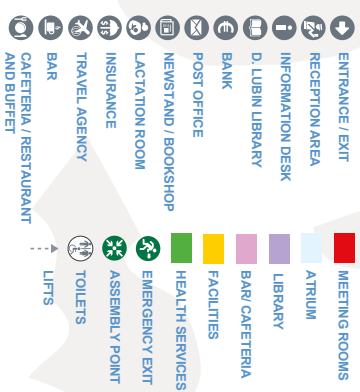 ENTRANCE / EXIT
RECEPTION AREA
INFORMATION DESK
D. LUBIN LIBRARY
BANK
POST OFFICE
NEWSTAND / BOOKSHOP
LACTATION ROOM
INSURANCE
TRAVEL AGENCY
BAR
CAFETERIA / RESTAURANT
AND BUFFET
MEETING ROOMS
ATRIUM
LIBRARY
BAR/ CAFETERIA
FACILITIES
HEALTH SERVICES
EMERGENCY EXIT
ASSEMBLY POINT
TOILETS
LIFTS